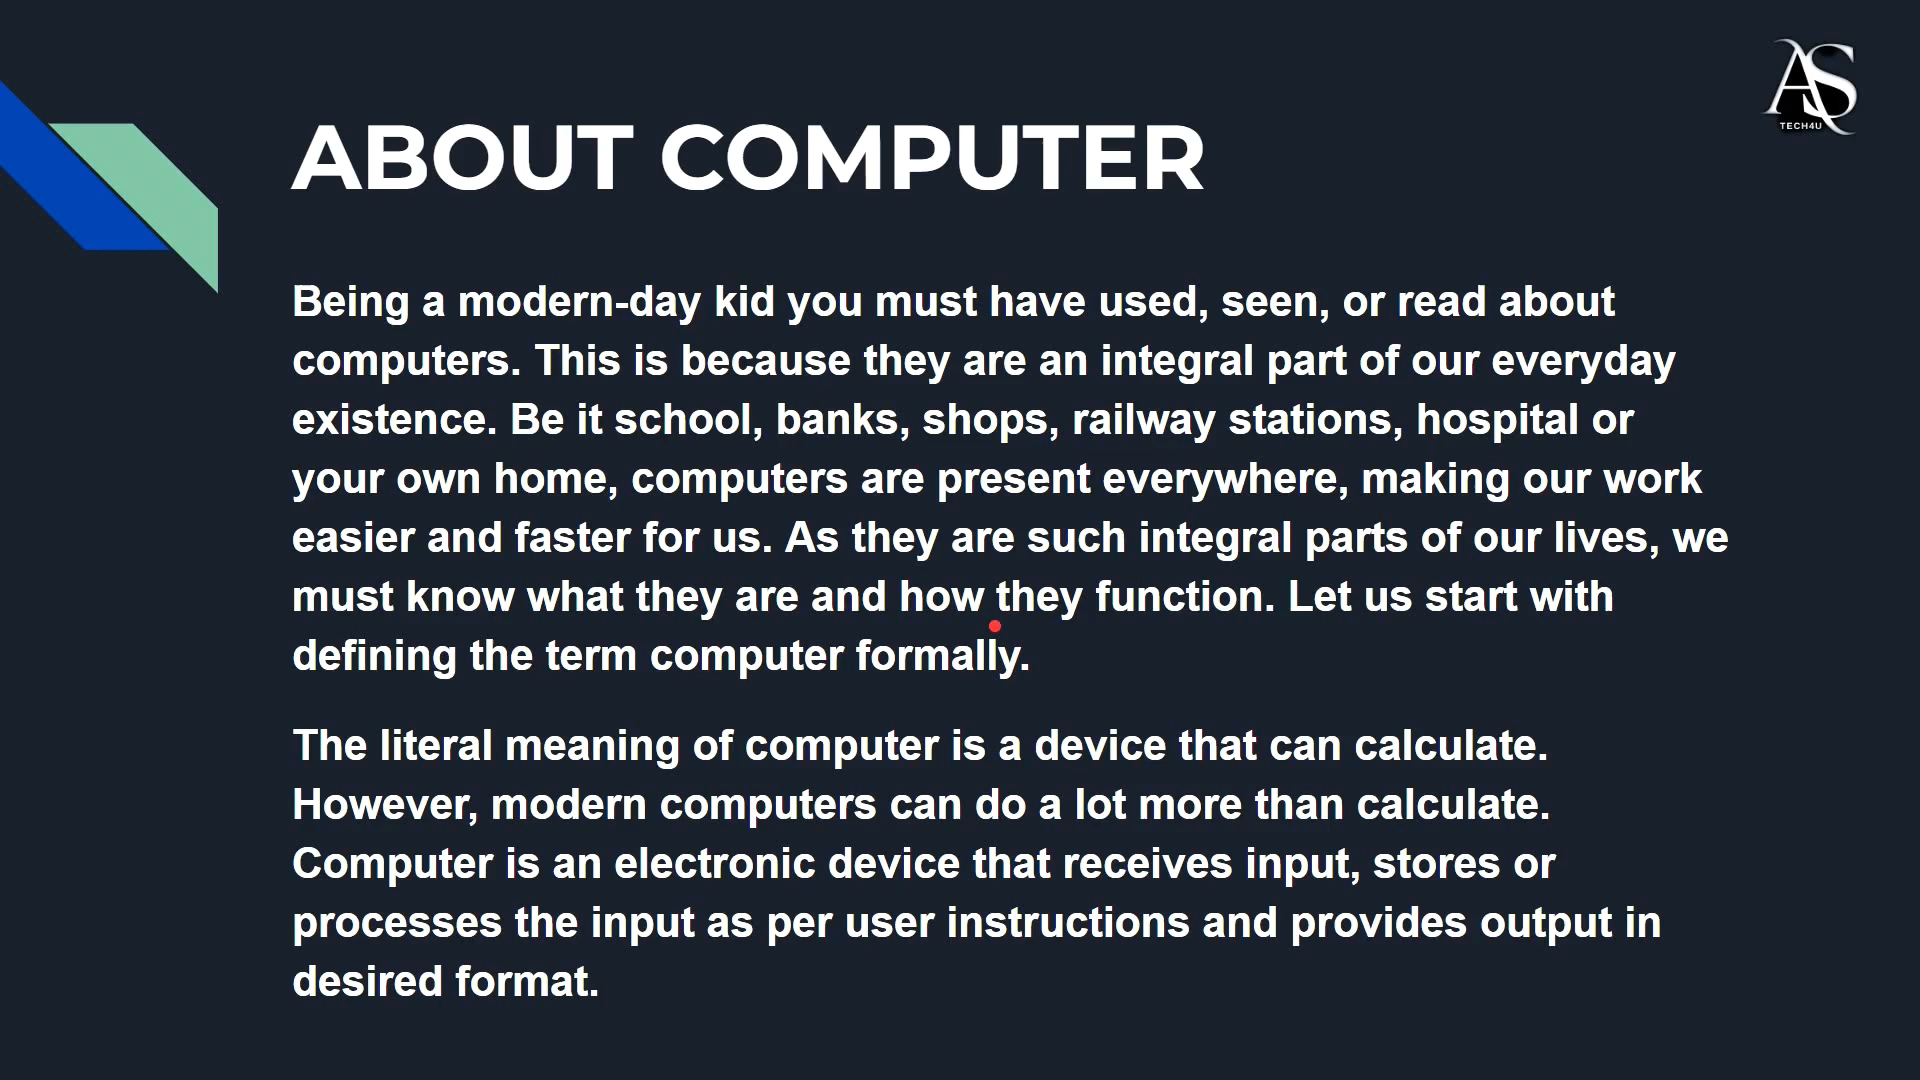 AS
TECH4U
ABOUT COMPUTER
Being a modern-day kid you must have used, seen, or read about
computers. This is because they are an integral part of our everyday
existence. Be it school, banks, shops, railway stations, hospital or
your own home, computers are present everywhere, making our work
easier and faster for us. As they are such integral parts of our lives, we
must know what they are and how they function. Let us start with
defining the term computer formally.
The literal meaning of computer is a device that can calculate.
However, modern computers can do a lot more than calculate.
Computer is an electronic device that receives input, stores or
processes the input as per user instructions and provides output in
desired format.